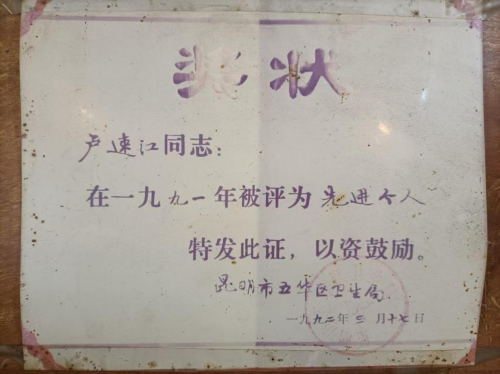 奖状
卢速江同志:
在一九九一年被评为先进个人
特发此证,以资鼓励。
昆明市五华区卫生局
一九九二年三月十七日